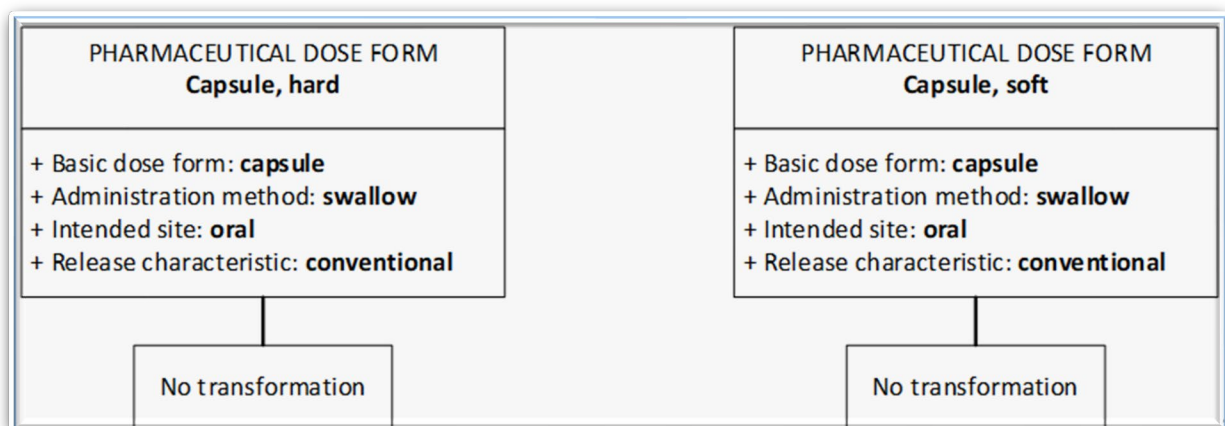 PHARMACEUTICAL DOSE FORM
Capsule, hard
+ Basic dose form: capsule
+ Administration method: swallow
+ Intended site: oral
+ Release characteristic: conventional
No transformation
PHARMACEUTICAL DOSE FORM
Capsule, soft
+ Basic dose form: capsule
+ Administration method: swallow
+ Intended site: oral
+ Release characteristic: conventional
No transformation